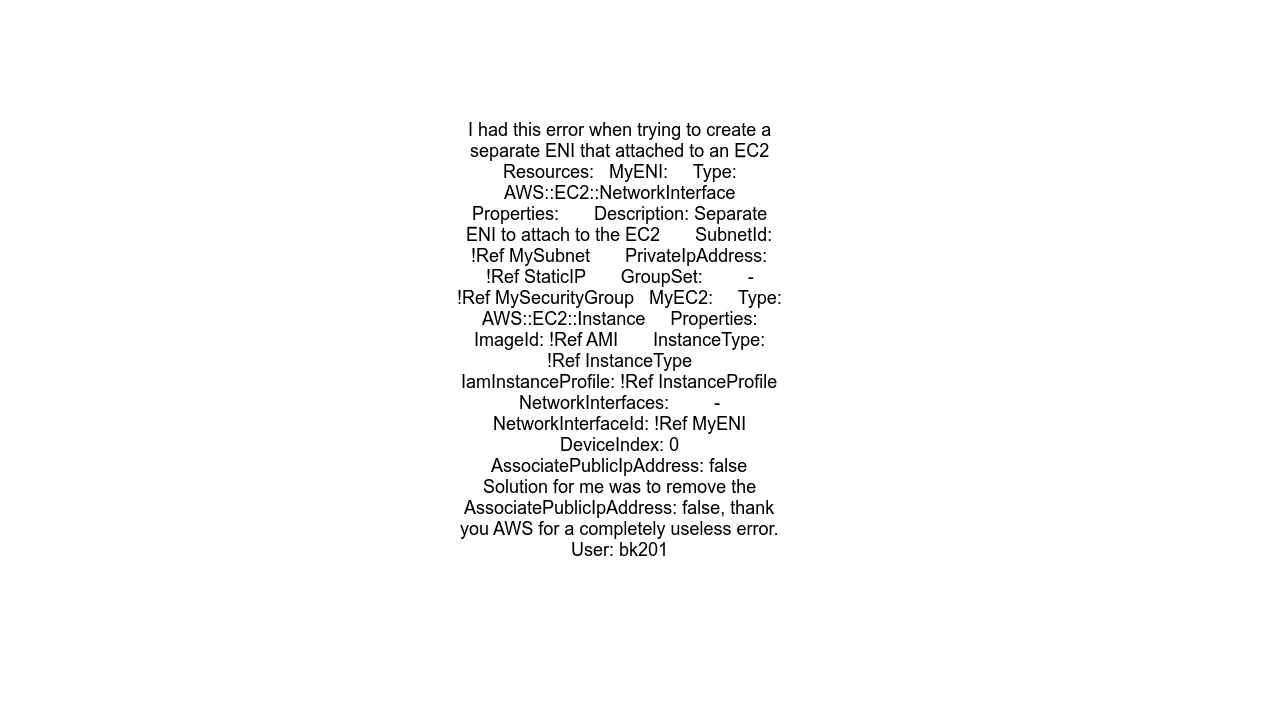 I had this error when trying to create a
separate ENI that attached to an EC2
Resources:   MyENI:     Type:
AWS::EC2::NetworkInterface
Properties:       Description: Separate
ENI to attach to the EC2       SubnetId:
!Ref MySubnet       PrivateIpAddress:
!Ref StaticIP       GroupSet:         -
!Ref MySecurityGroup   MyEC2:     Type:
AWS::EC2::Instance     Properties:
ImageId: !Ref AMI       InstanceType:
!Ref InstanceType
IamInstanceProfile: !Ref InstanceProfile
NetworkInterfaces:         -
NetworkInterfaceId: !Ref MyENI
DeviceIndex: 0
AssociatePublicIpAddress: false
Solution for me was to remove the
AssociatePublicIpAddress: false, thank
you AWS for a completely useless error.
User: bk201